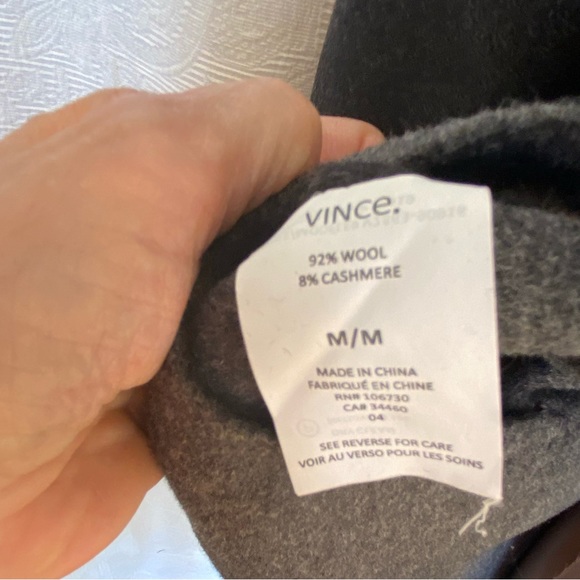 VINCE.
92% WOOL
8% CASHMERE
M/M
MADE IN CHINA
FABRIQUÉ EN CHINE
RN# 106730
CA# 34460
04
SEE REVERSE FOR CARE
VOIR AU VERSO POUR LES SOINS